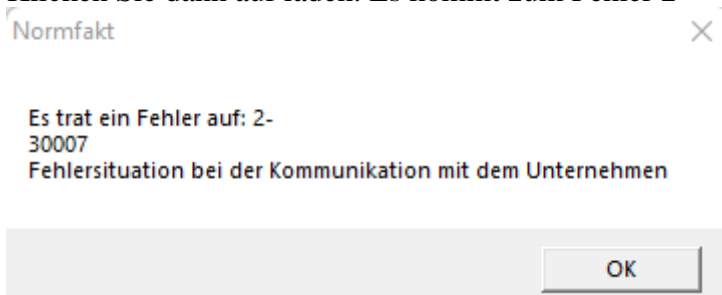 Normfakt
Es trat ein Fehler auf: 2-
30007
Fehlersituation bei der Kommunikation mit dem Unternehmen
OK